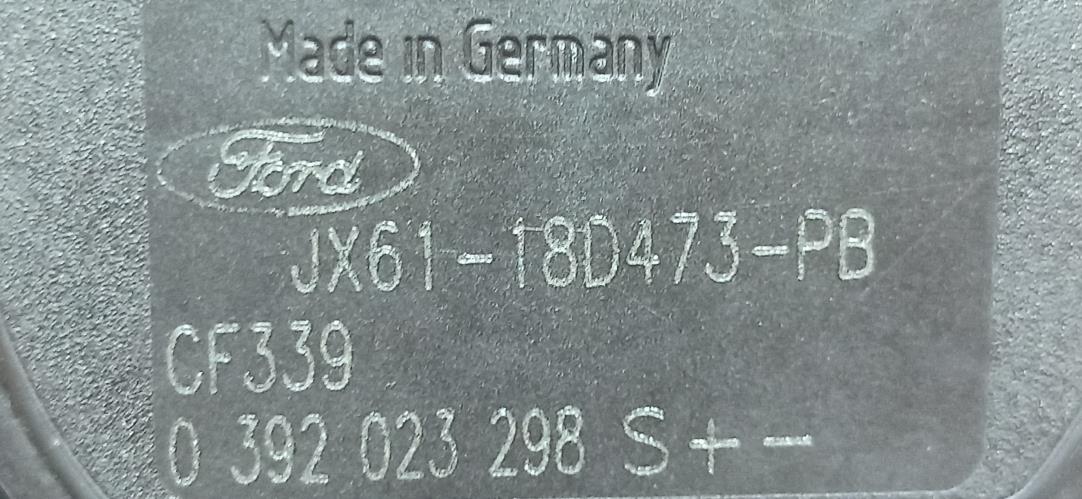 Made in Germany
Ford
JX61-18D473-PB
CF339
0 392 023 298 S + -